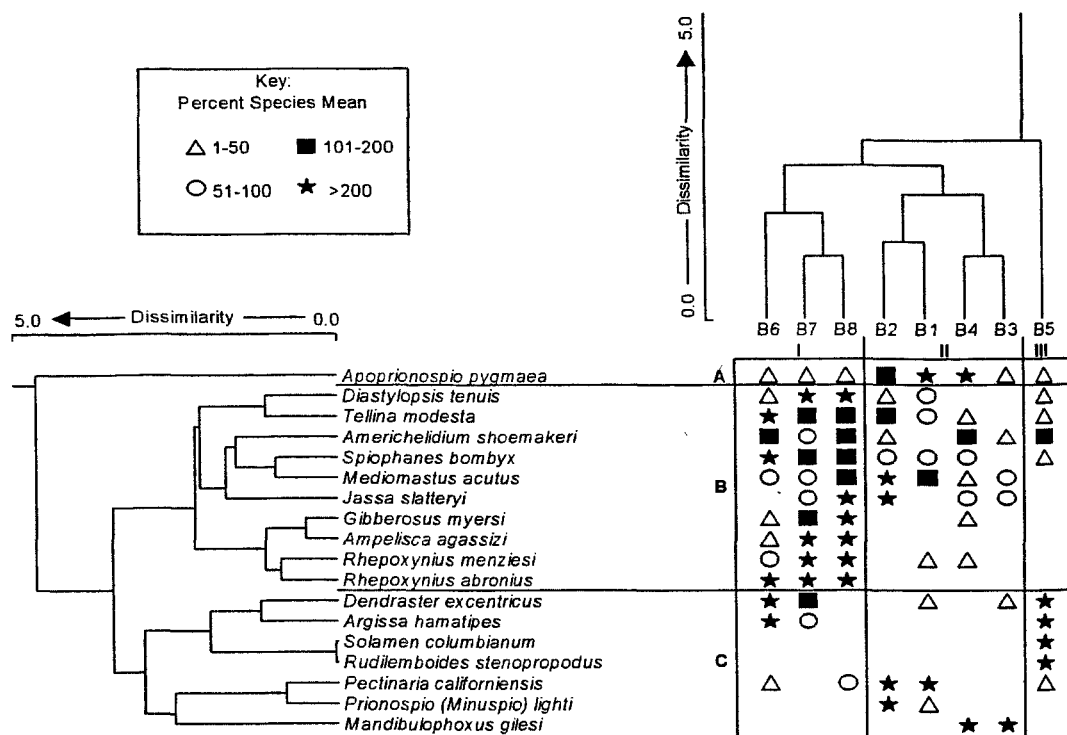 Key:
Percent Species Mean
1-50
101-200
51-100
>200
5.0
Dissimilarity
0.0
5.0 Dissimilarity 0.0
B6 B7 B8 B2 B1 B4 B3 B5
I II III
Apoprionospio pygmaea A
Diastylopsis tenuis
Tellina modesta
Americhelidium shoemakeri
Spiophanes bombyx
Mediomastus acutus
B
Jassa slatteryi
Gibberosus myersi
Ampelisca agassizi
Rhepoxynius menziesi
Rhepoxynius abronius
Dendraster excentricus
Argissa hamatipes
Solamen columbianum
Rudilemboides stenopropodus
C
Pectinaria californiensis
Prionospio (Minuspio) lighti
Mandibulophoxus gilesi